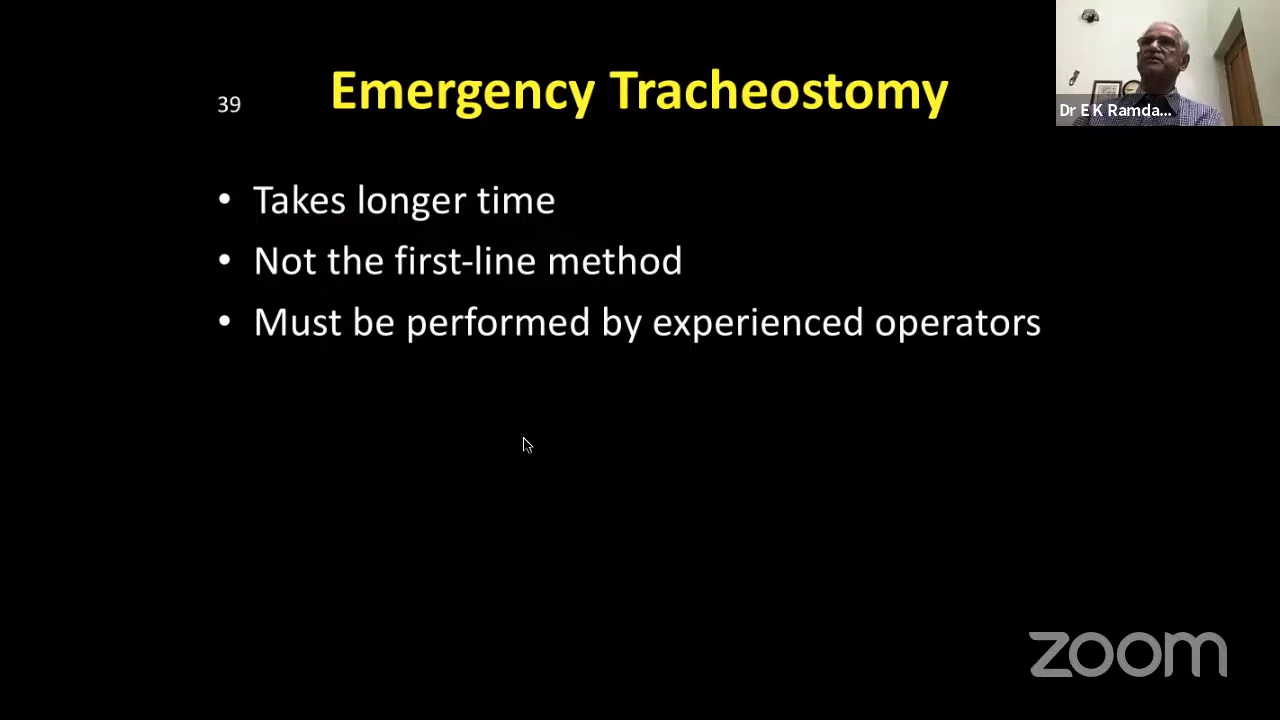 39
Emergency Tracheostomy
Dr E K Ramda...
• Takes longer time
• Not the first-line method
• Must be performed by experienced operators
zoom